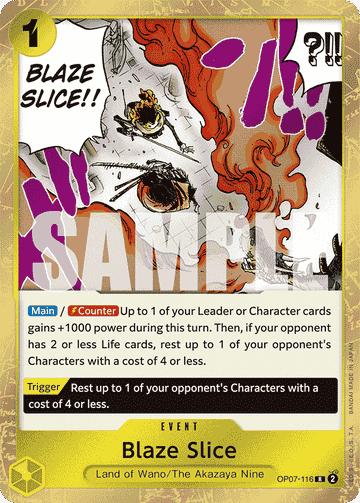 1
BLAZE
SLICE!!
?!!
!!
SAMPLE
Main / Counter Up to 1 of your Leader or Character cards
gains +1000 power during this turn. Then, if your opponent
has 2 or less Life cards, rest up to 1 of your opponent's
Characters with a cost of 4 or less.
Trigger Rest up to 1 of your opponent's Characters with a
cost of 4 or less.
EVENT
Blaze Slice
Land of Wano/The Akazaya Nine
OP07-116 R 2
BANDAI MADE IN JAPAN